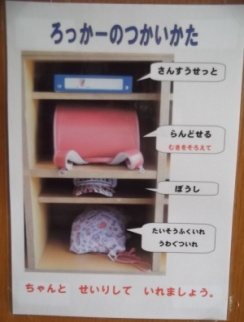 ろっかーのつかいかた
さんすうせっと
らんどせる
むきをそろえて
ぼうし
たいそうふくいれ
うわぐついれ
ちゃんと せいりして いれましょう。